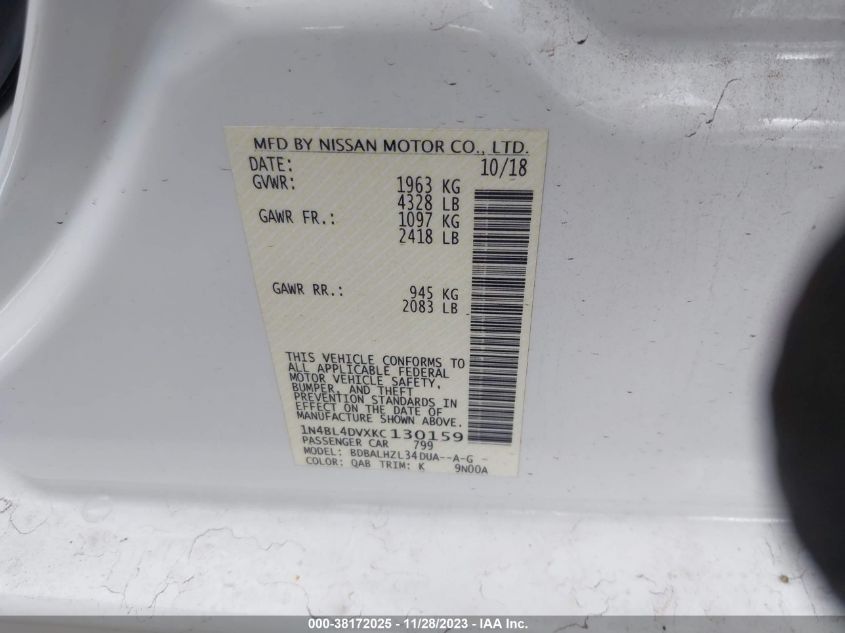 MFD BY NISSAN MOTOR CO., LTD.
DATE: 10/18
GVWR: 1963 KG
4328 LB
GAWR FR.: 1097 KG
2418 LB
GAWR RR.: 945 KG
2083 LB
THIS VEHICLE CONFORMS TO
ALL APPLICABLE FEDERAL
MOTOR VEHICLE SAFETY,
BUMPER, AND THEFT
PREVENTION STANDARDS IN
EFFECT ON THE DATE OF
MANUFACTURE SHOWN ABOVE.
1N4BL4DVXKC130159
PASSENGER CAR 799
MODEL: BDBALHZL34DUA--A-G -
COLOR: QAB TRIM: K 9N00A
000-38172025 - 11/28/2023 - IAA Inc.